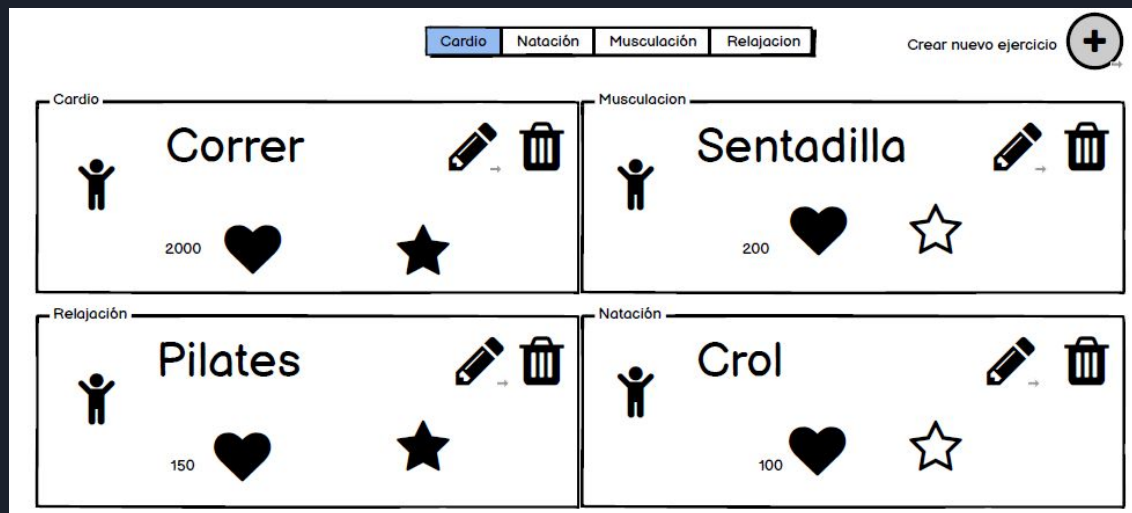 Cardio Natación Musculación Relajacion
Crear nuevo ejercicio
Cardio
Correr
2000
Musculacion
Sentadilla
200
Relajación
Pilates
150
Natación
Crol
100